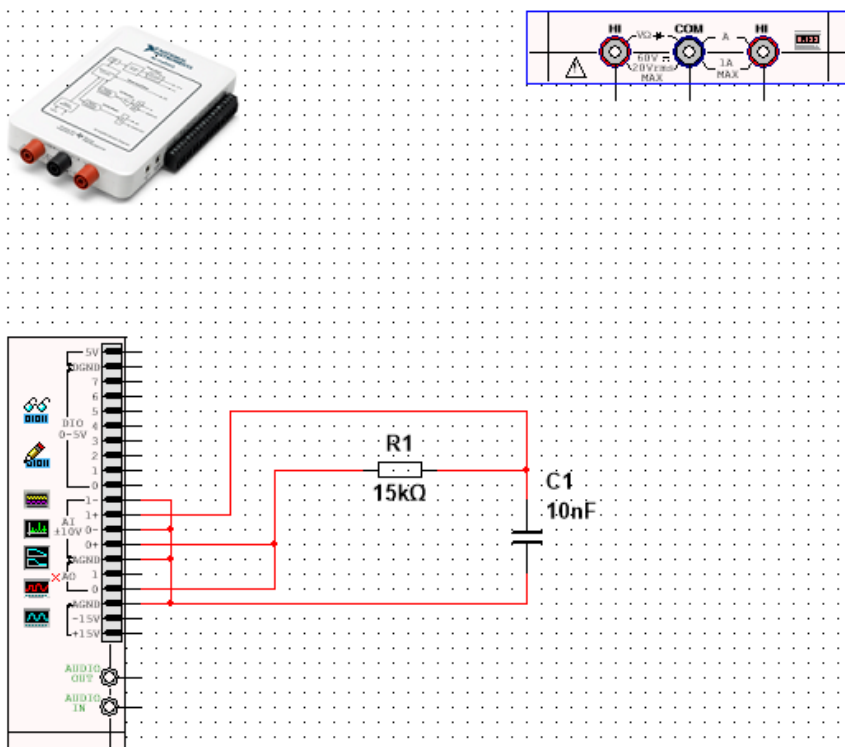 HI VΩ COM A HI
60V
20Vrms
MAX
1A
MAX
5V
DGND
7
6
5
4
3
2
1
0
DIO
0-5V
1-
1+
0-
0+
AI
±10V
AGND
AO
1
0
AGND
-15V
+15V
AUDIO
OUT
AUDIO
IN
R1
15kΩ
C1
10nF